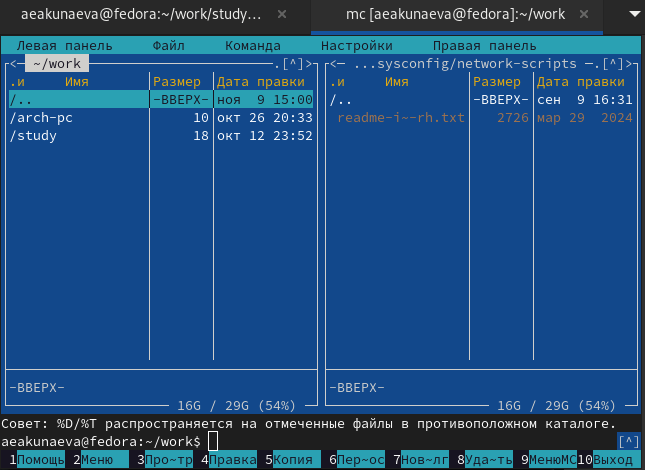 aeakunaeva@fedora:~/work/study… × mc [aeakunaeva@fedora]:~/work ×
Левая панель Файл Команда Настройки Правая панель
<─ ~/work .[^]> <─ ...sysconfig/network-scripts ─.[^]>
.и Имя Размер Дата правки .и Имя Размер Дата правки
/.. -ВВЕРХ- ноя 9 15:00 /.. -ВВЕРХ- сен 9 16:31
/arch-pc 10 окт 26 20:33 readme-i~-rh.txt 2726 мар 29 2024
/study 18 окт 12 23:52
-ВВЕРХ- -ВВЕРХ-
16G / 29G (54%) 16G / 29G (54%)
Совет: %D/%T распространяется на отмеченные файлы в противоположном каталоге.
aeakunaeva@fedora:~/work$ [^]
1Помощь 2Меню 3Про~тр 4Правка 5Копия 6Пер~ос 7Нов~лг 8Уда~ть 9МенюMC 10Выход